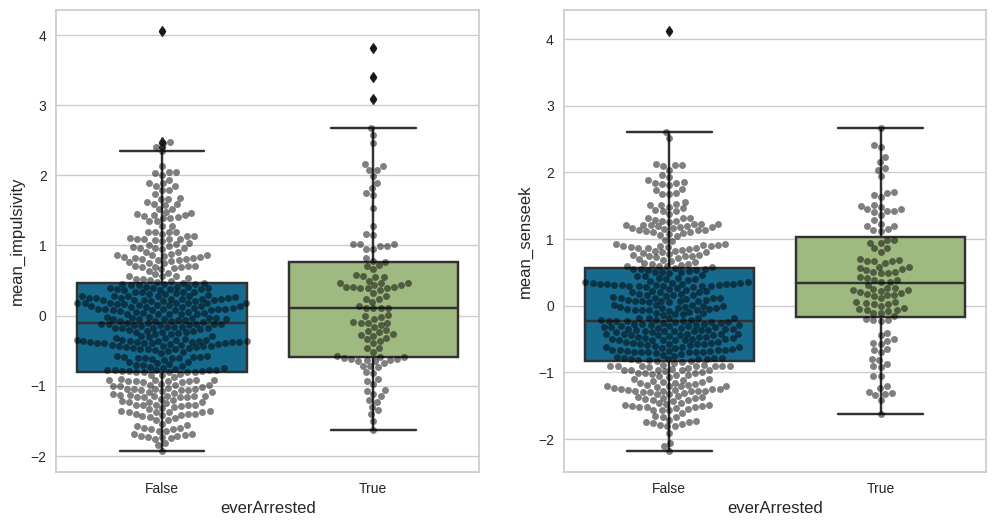 mean_impulsivity
4
3
2
1
0
−1
−2
False
True
everArrested
mean_senseek
4
3
2
1
0
−1
−2
False
True
everArrested